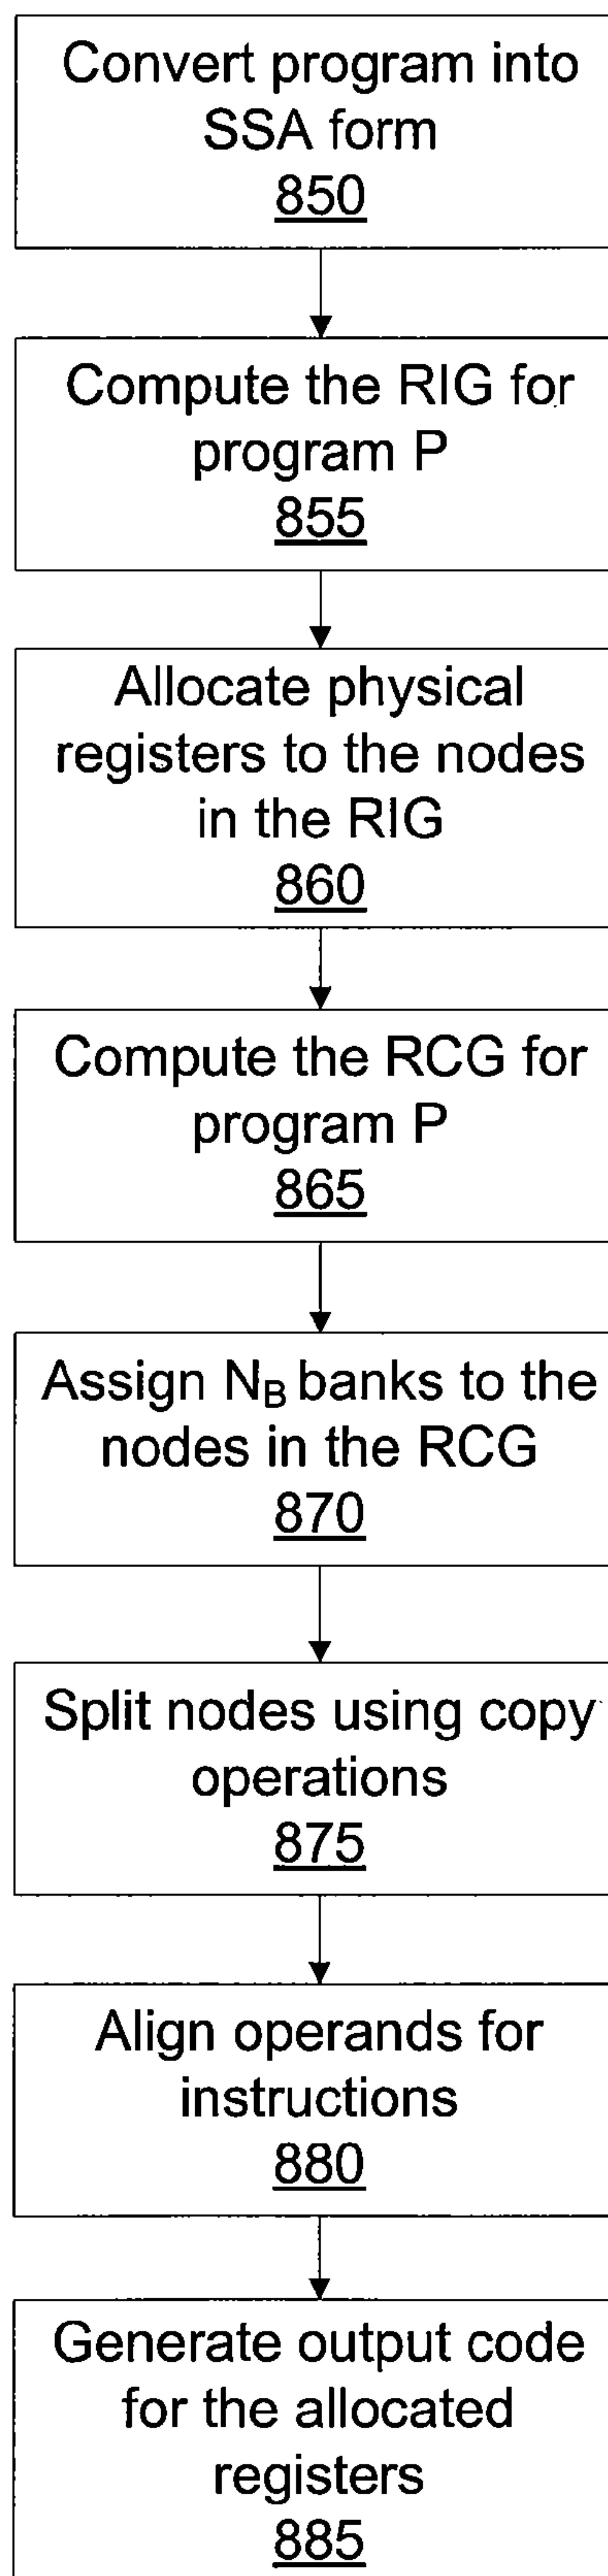 Convert program into
SSA form
850
Compute the RIG for
program P
855
Allocate physical
registers to the nodes
in the RIG
860
Compute the RCG for
program P
865
Assign N_B banks to the
nodes in the RCG
870
Split nodes using copy
operations
875
Align operands for
instructions
880
Generate output code
for the allocated
registers
885